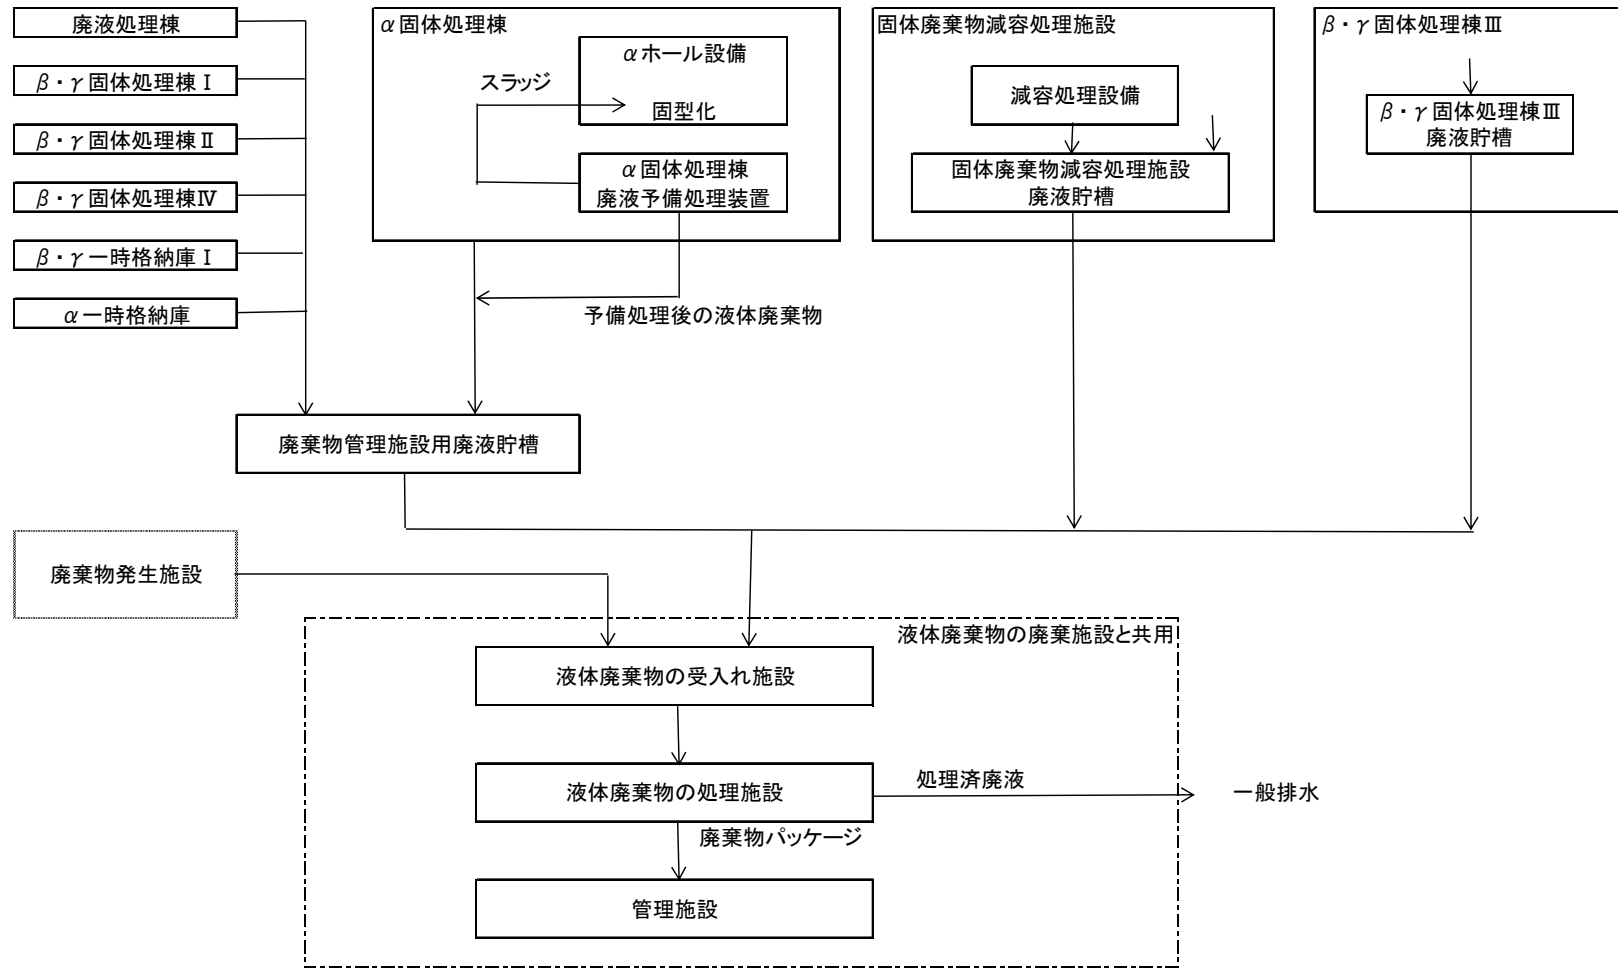 廃液処理棟
β・γ固体処理棟Ⅰ
β・γ固体処理棟Ⅱ
β・γ固体処理棟Ⅳ
β・γ一時格納庫Ⅰ
α一時格納庫
α固体処理棟
αホール設備
スラッジ
固型化
α固体処理棟
廃液予備処理装置
予備処理後の液体廃棄物
固体廃棄物減容処理施設
減容処理設備
固体廃棄物減容処理施設
廃液貯槽
β・γ固体処理棟Ⅲ
β・γ固体処理棟Ⅲ
廃液貯槽
廃棄物管理施設用廃液貯槽
廃棄物発生施設
液体廃棄物の廃棄施設と共用
液体廃棄物の受入れ施設
液体廃棄物の処理施設
処理済廃液
一般排水
廃棄物パッケージ
管理施設